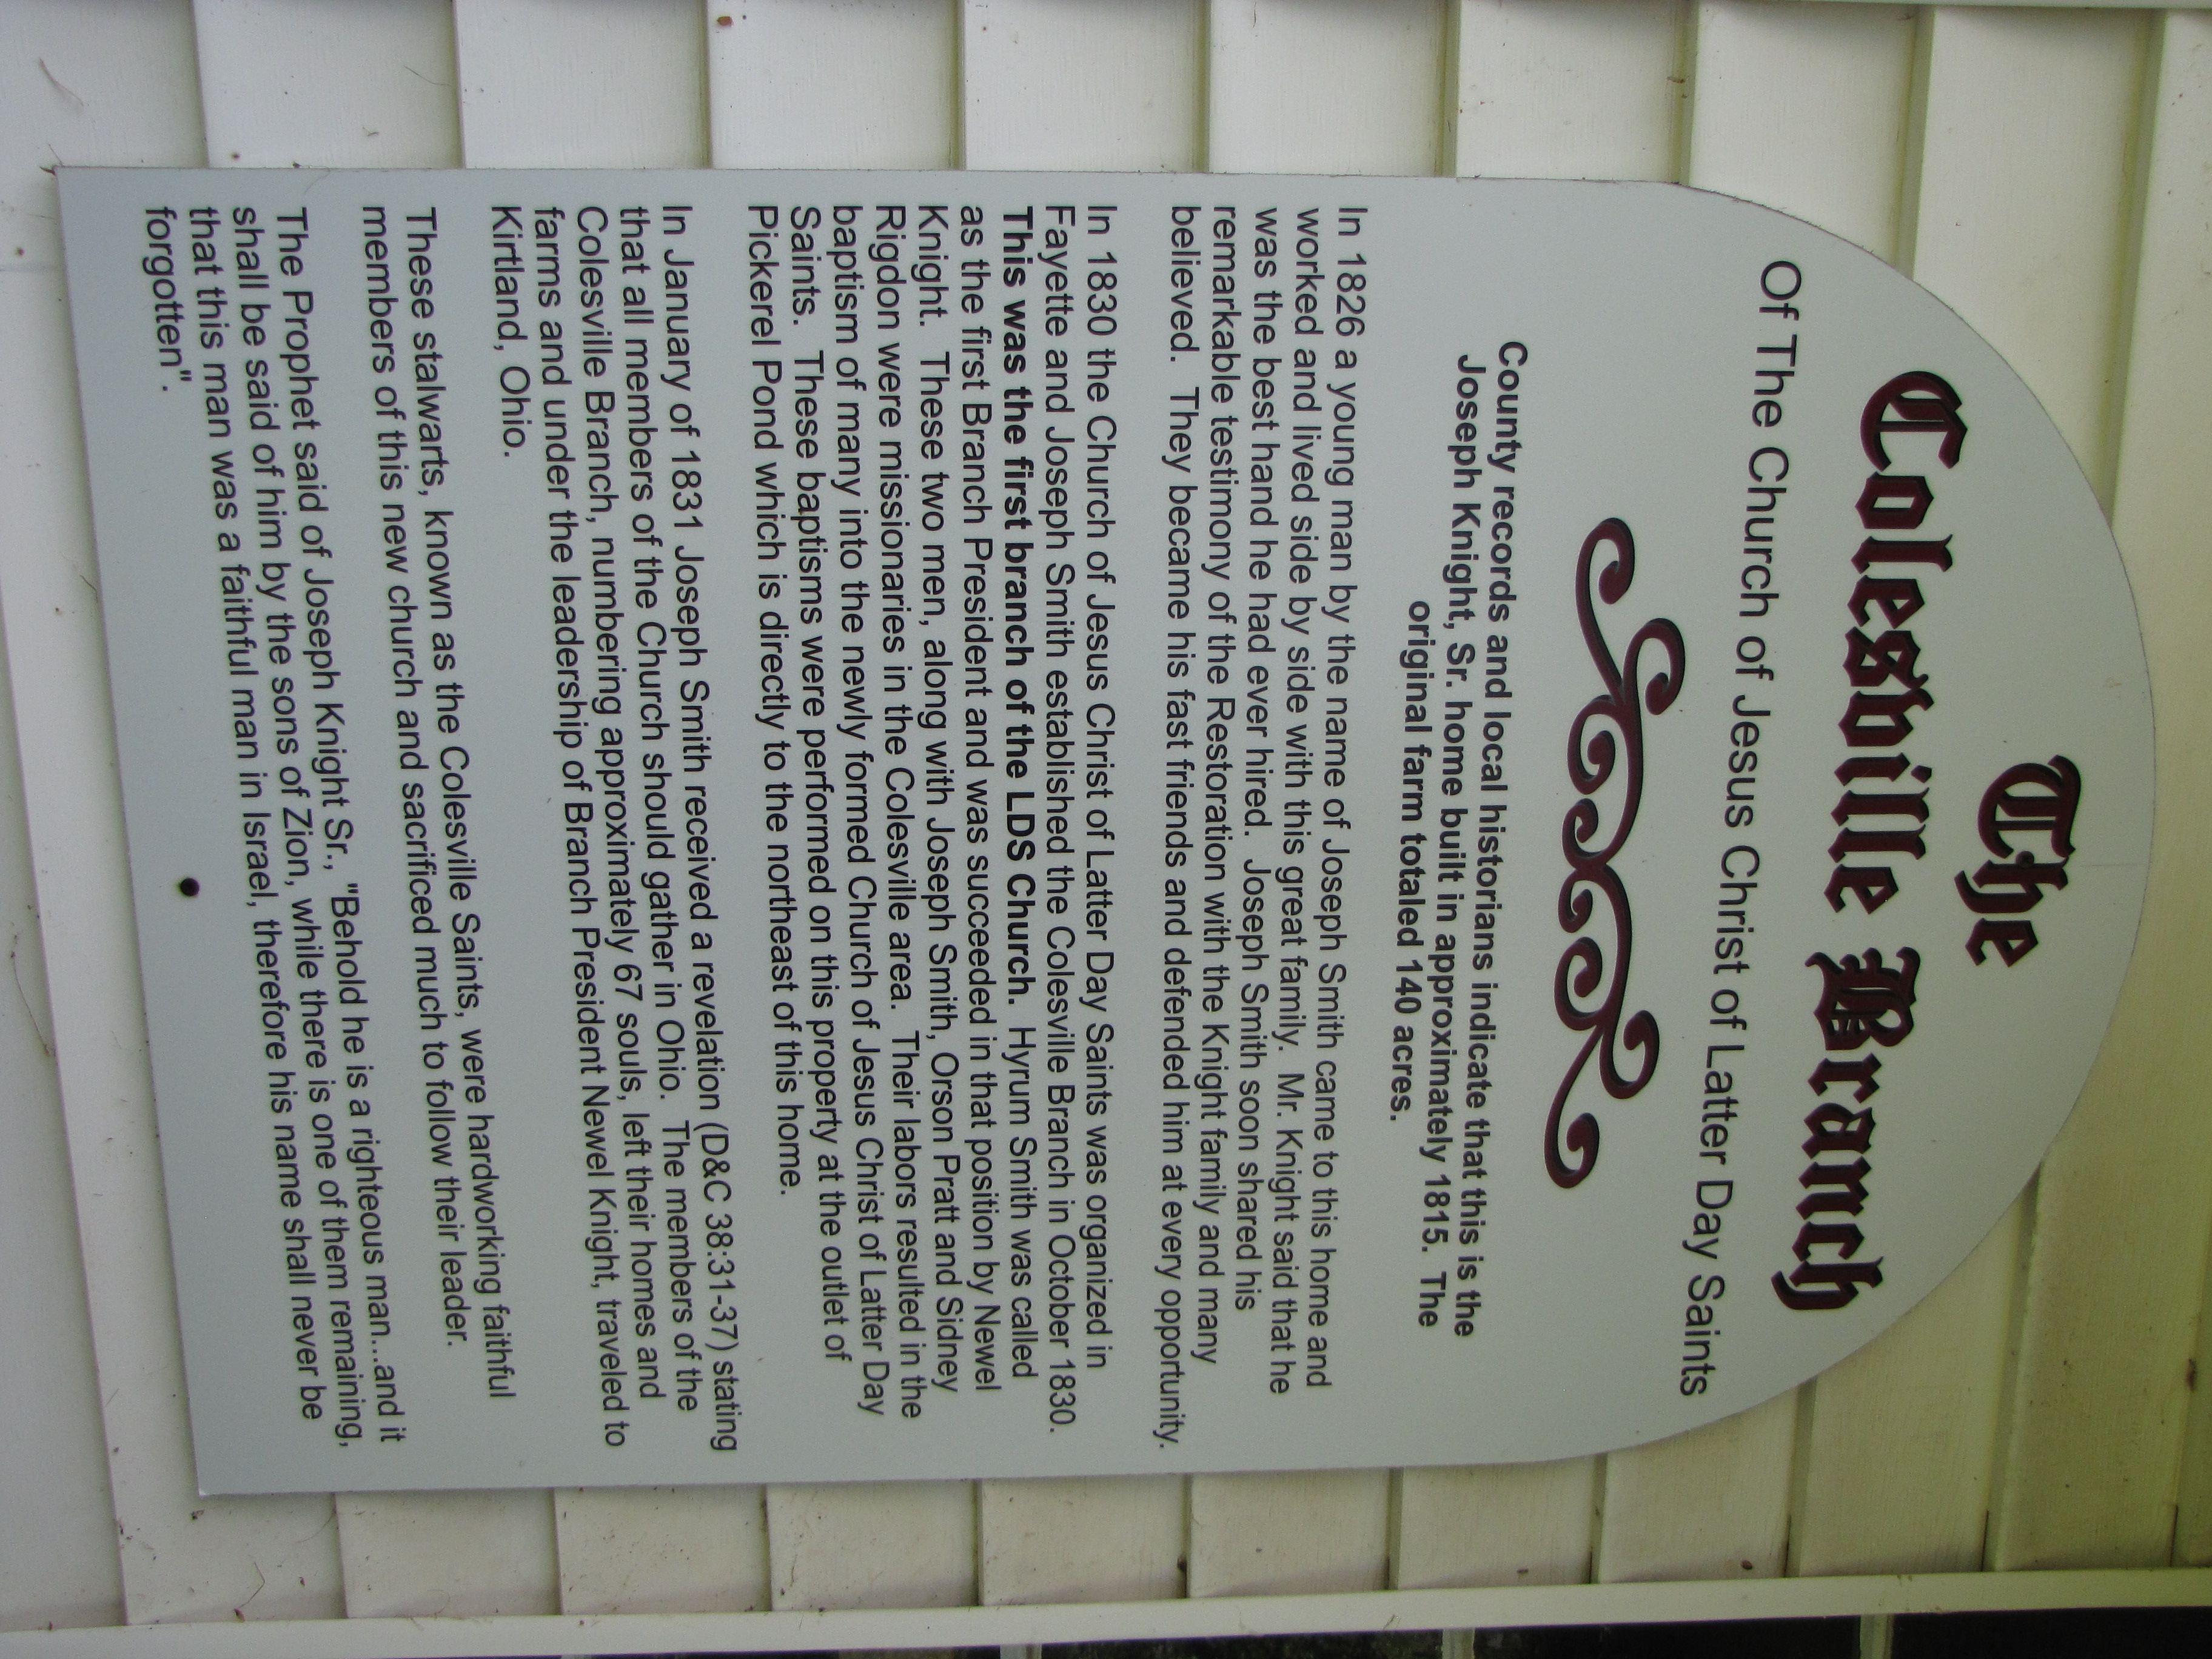 The
Colesville Branch
Of The Church of Jesus Christ of Latter Day Saints
County records and local historians indicate that this is the
Joseph Knight, Sr. home built in approximately 1815. The
original farm totaled 140 acres.
In 1826 a young man by the name of Joseph Smith came to this home and
worked and lived side by side with this great family. Mr. Knight said that he
was the best hand he had ever hired. Joseph Smith soon shared his
remarkable testimony of the Restoration with the Knight family and many
believed. They became his fast friends and defended him at every opportunity.
In 1830 the Church of Jesus Christ of Latter Day Saints was organized in
Fayette and Joseph Smith established the Colesville Branch in October 1830.
This was the first branch of the LDS Church. Hyrum Smith was called
as the first Branch President and was succeeded in that position by Newel
Knight. These two men, along with Joseph Smith, Orson Pratt and Sidney
Rigdon were missionaries in the Colesville area. Their labors resulted in the
baptism of many into the newly formed Church of Jesus Christ of Latter Day
Saints. These baptisms were performed on this property at the outlet of
Pickerel Pond which is directly to the northeast of this home.
In January of 1831 Joseph Smith received a revelation (D&C 38:31-37) stating
that all members of the Church should gather in Ohio. The members of the
Colesville Branch, numbering approximately 67 souls, left their homes and
farms and under the leadership of Branch President Newel Knight, traveled to
Kirtland, Ohio.
These stalwarts, known as the Colesville Saints, were hardworking faithful
members of this new church and sacrificed much to follow their leader.
The Prophet said of Joseph Knight Sr., "Behold he is a righteous man...and it
shall be said of him by the sons of Zion, while there is one of them remaining,
that this man was a faithful man in Israel, therefore his name shall never be
forgotten".